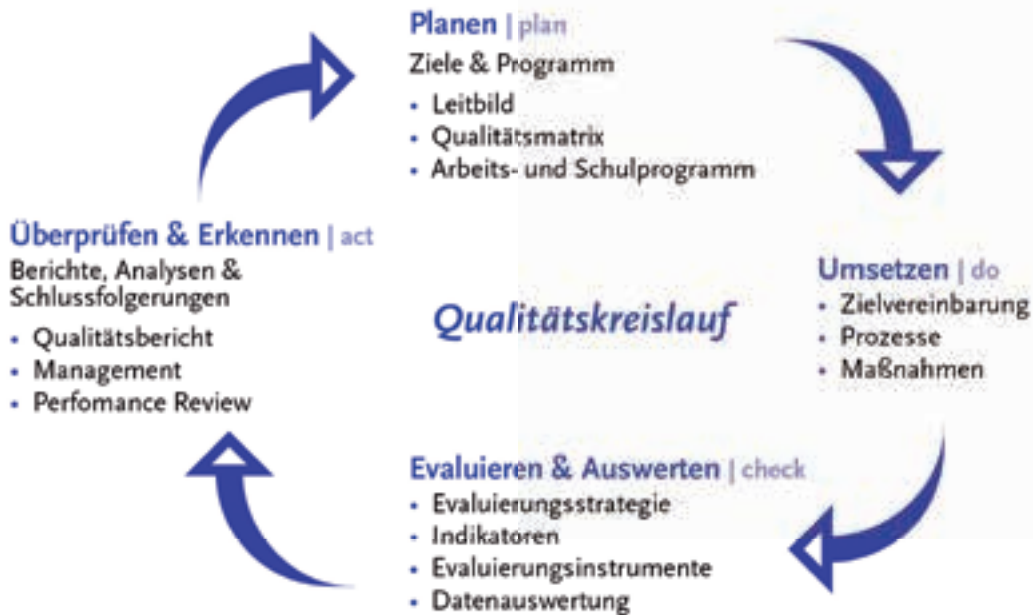 Planen | plan
Ziele & Programm
• Leitbild
• Qualitätsmatrix
• Arbeits- und Schulprogramm
Umsetzen | do
• Zielvereinbarung
• Prozesse
• Maßnahmen
Evaluieren & Auswerten | check
• Evaluierungsstrategie
• Indikatoren
• Evaluierungsinstrumente
• Datenauswertung
Überprüfen & Erkennen | act
Berichte, Analysen &
Schlussfolgerungen
• Qualitätsbericht
• Management
• Perfomance Review
Qualitätskreislauf